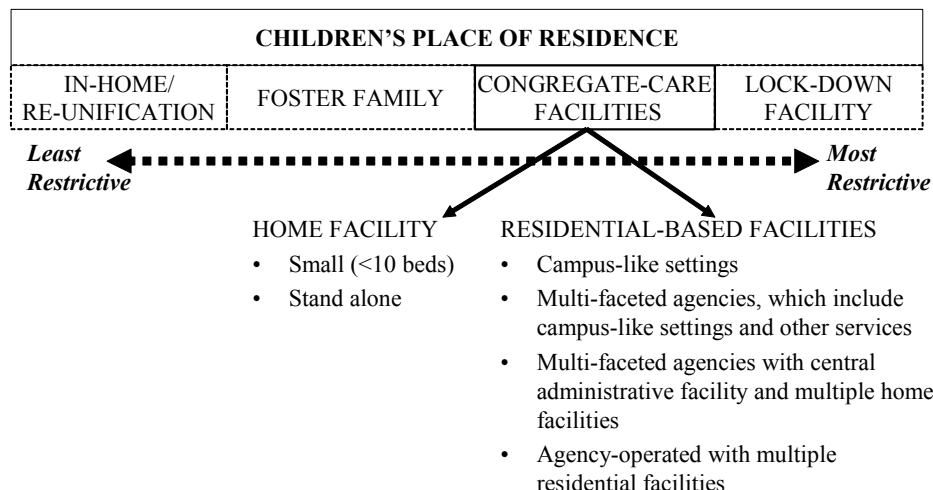 CHILDREN’S PLACE OF RESIDENCE
IN-HOME/
RE-UNIFICATION
FOSTER FAMILY
CONGREGATE-CARE
FACILITIES
LOCK-DOWN
FACILITY
Least
Restrictive
Most
Restrictive
HOME FACILITY
• Small (<10 beds)
• Stand alone
RESIDENTIAL-BASED FACILITIES
• Campus-like settings
• Multi-faceted agencies, which include
campus-like settings and other services
• Multi-faceted agencies with central
administrative facility and multiple home
facilities
• Agency-operated with multiple
residential facilities